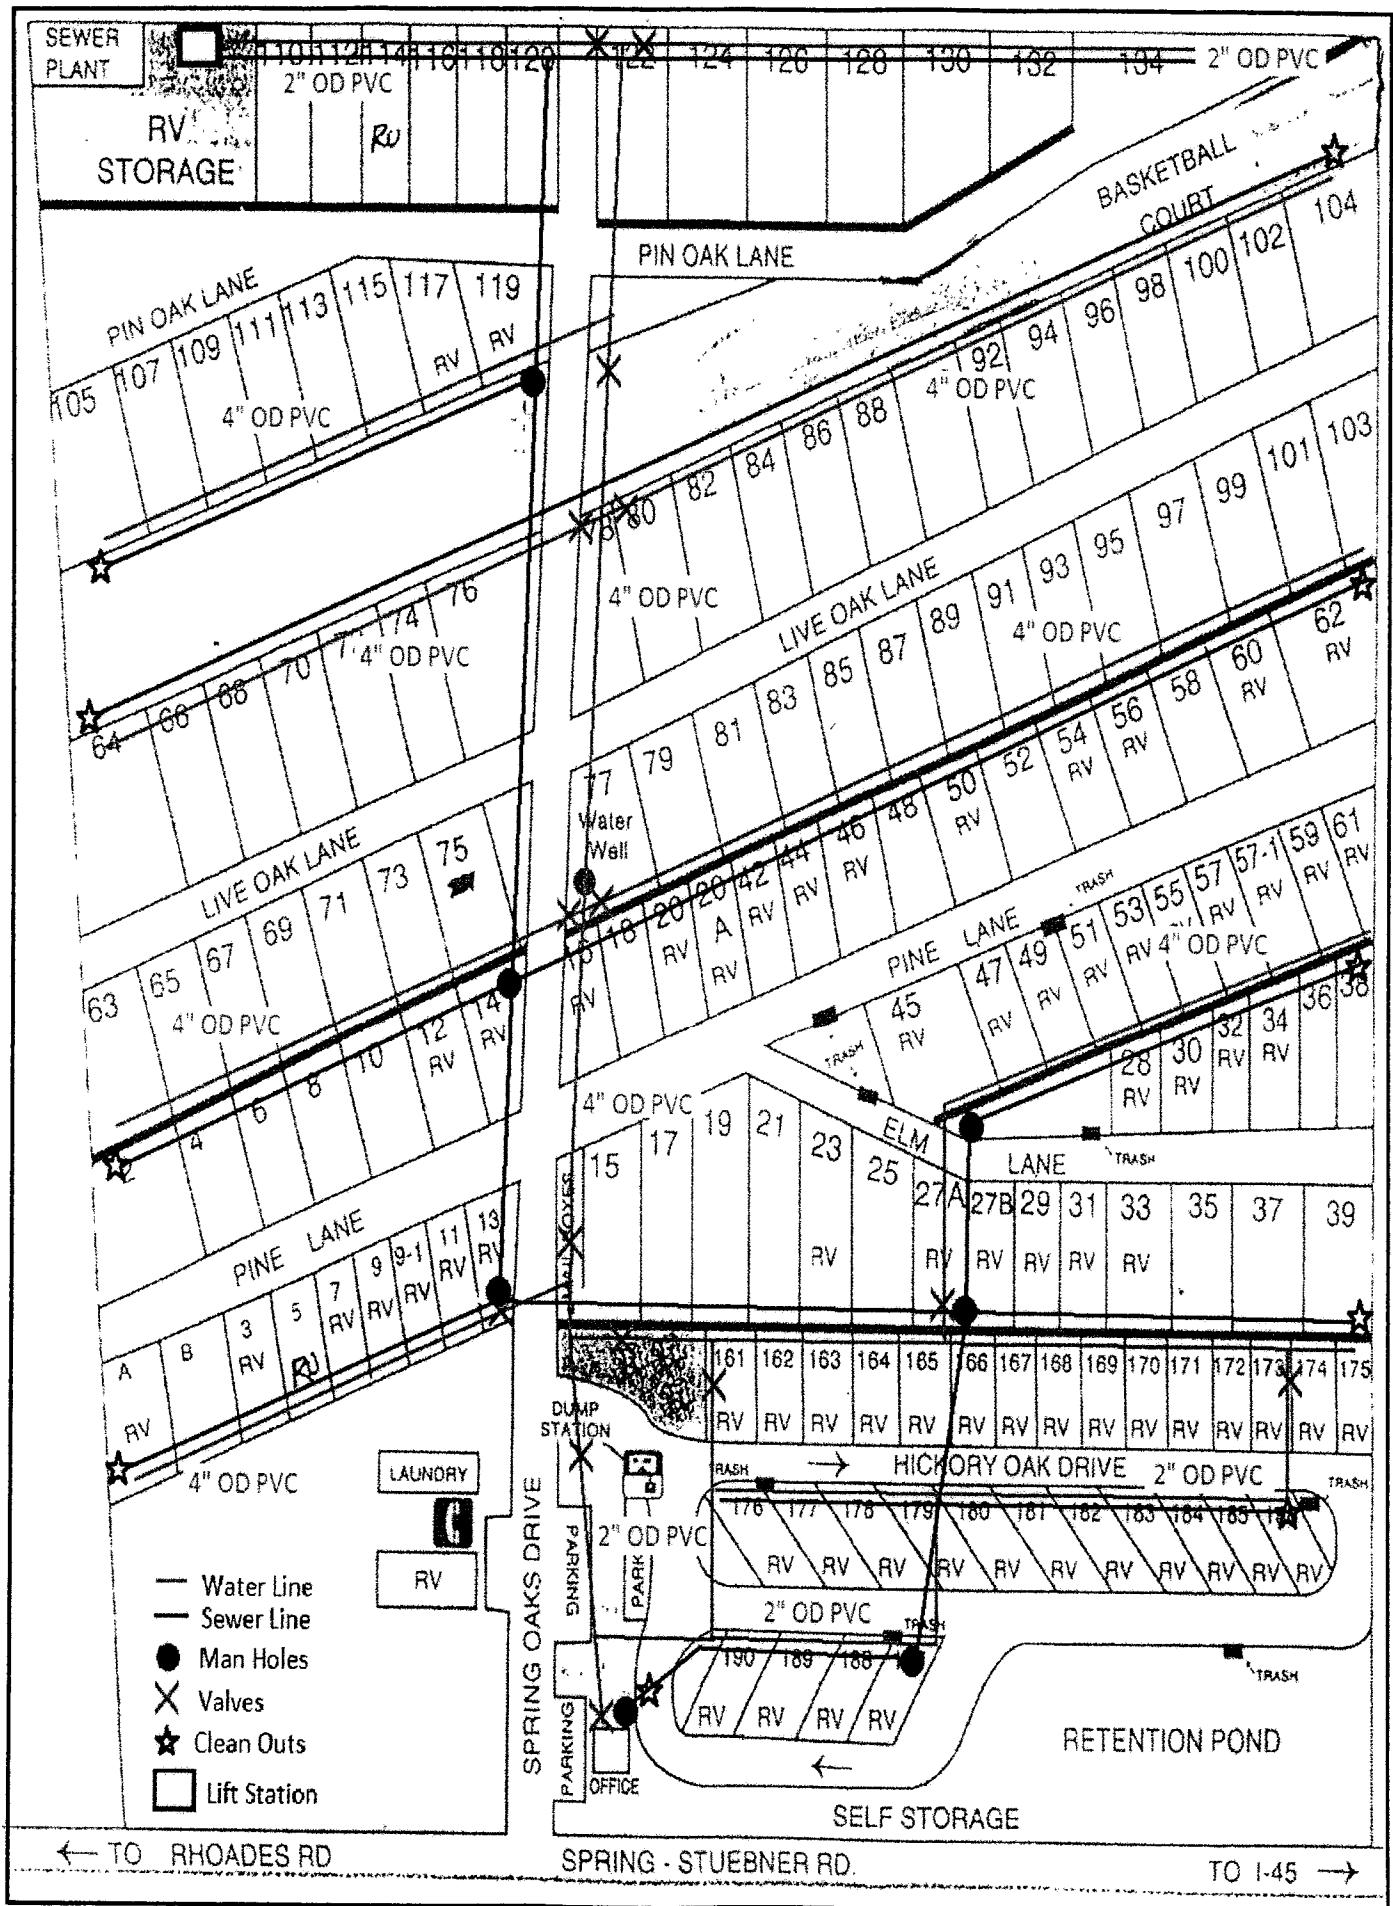 SEWER
PLANT
110 112 114 116 118 120 122 124 126 128 130 132 134 2" OD PVC
2" OD PVC
RV
STORAGE
RV
BASKETBALL
COURT
PIN OAK LANE
PIN OAK LANE
105 107 109 111 113 115 117 119
RV RV
4" OD PVC
80 82 84 86 88 92 94 96 98 100 102 104
4" OD PVC
4" OD PVC
64 66 68 70 74 76
4" OD PVC
LIVE OAK LANE
LIVE OAK LANE
77 79 81 83 85 87 89 91 93 95 97 99 101 103
4" OD PVC
Water
Well
63 65 67 69 71 73 75
4" OD PVC
2 4 6 8 10 12 14
RV RV
16 18 20 20 42 44 46 48 50 52 54 56 58 60 62
A
RV RV RV RV RV RV RV RV RV RV RV
PINE LANE
TRASH
45 47 49 51 53 55 57 57-1 59 61
RV RV RV RV RV RV RV RV RV
4" OD PVC
TRASH
28 30 32 34 36 38
RV RV RV RV
4" OD PVC
ELM
LANE
TRASH
15 17 19 21 23 25 27A 27B 29 31 33 35 37 39
RV RV RV RV RV RV
PINE LANE
A B 3 5 7 9 9-1 11 13
RV RV RV RV RV RV RV RV
4" OD PVC
161 162 163 164 165 166 167 168 169 170 171 172 173 174 175
RV RV RV RV RV RV RV RV RV RV RV RV RV RV RV
DUMP
STATION
TRASH
→ HICKORY OAK DRIVE 2" OD PVC
TRASH
176 177 178 179 180 181 182 183 184 185
RV RV RV RV RV RV RV RV RV RV RV
LAUNDRY
RV
SPRING OAKS DRIVE
PARKING
PARK
2" OD PVC
2" OD PVC
TRASH
190 189 188
RV RV RV RV
TRASH
PARKING
OFFICE
RETENTION POND
←
SELF STORAGE
Water Line
Sewer Line
Man Holes
Valves
Clean Outs
Lift Station
← TO RHOADES RD
SPRING - STUEBNER RD.
TO I-45 →